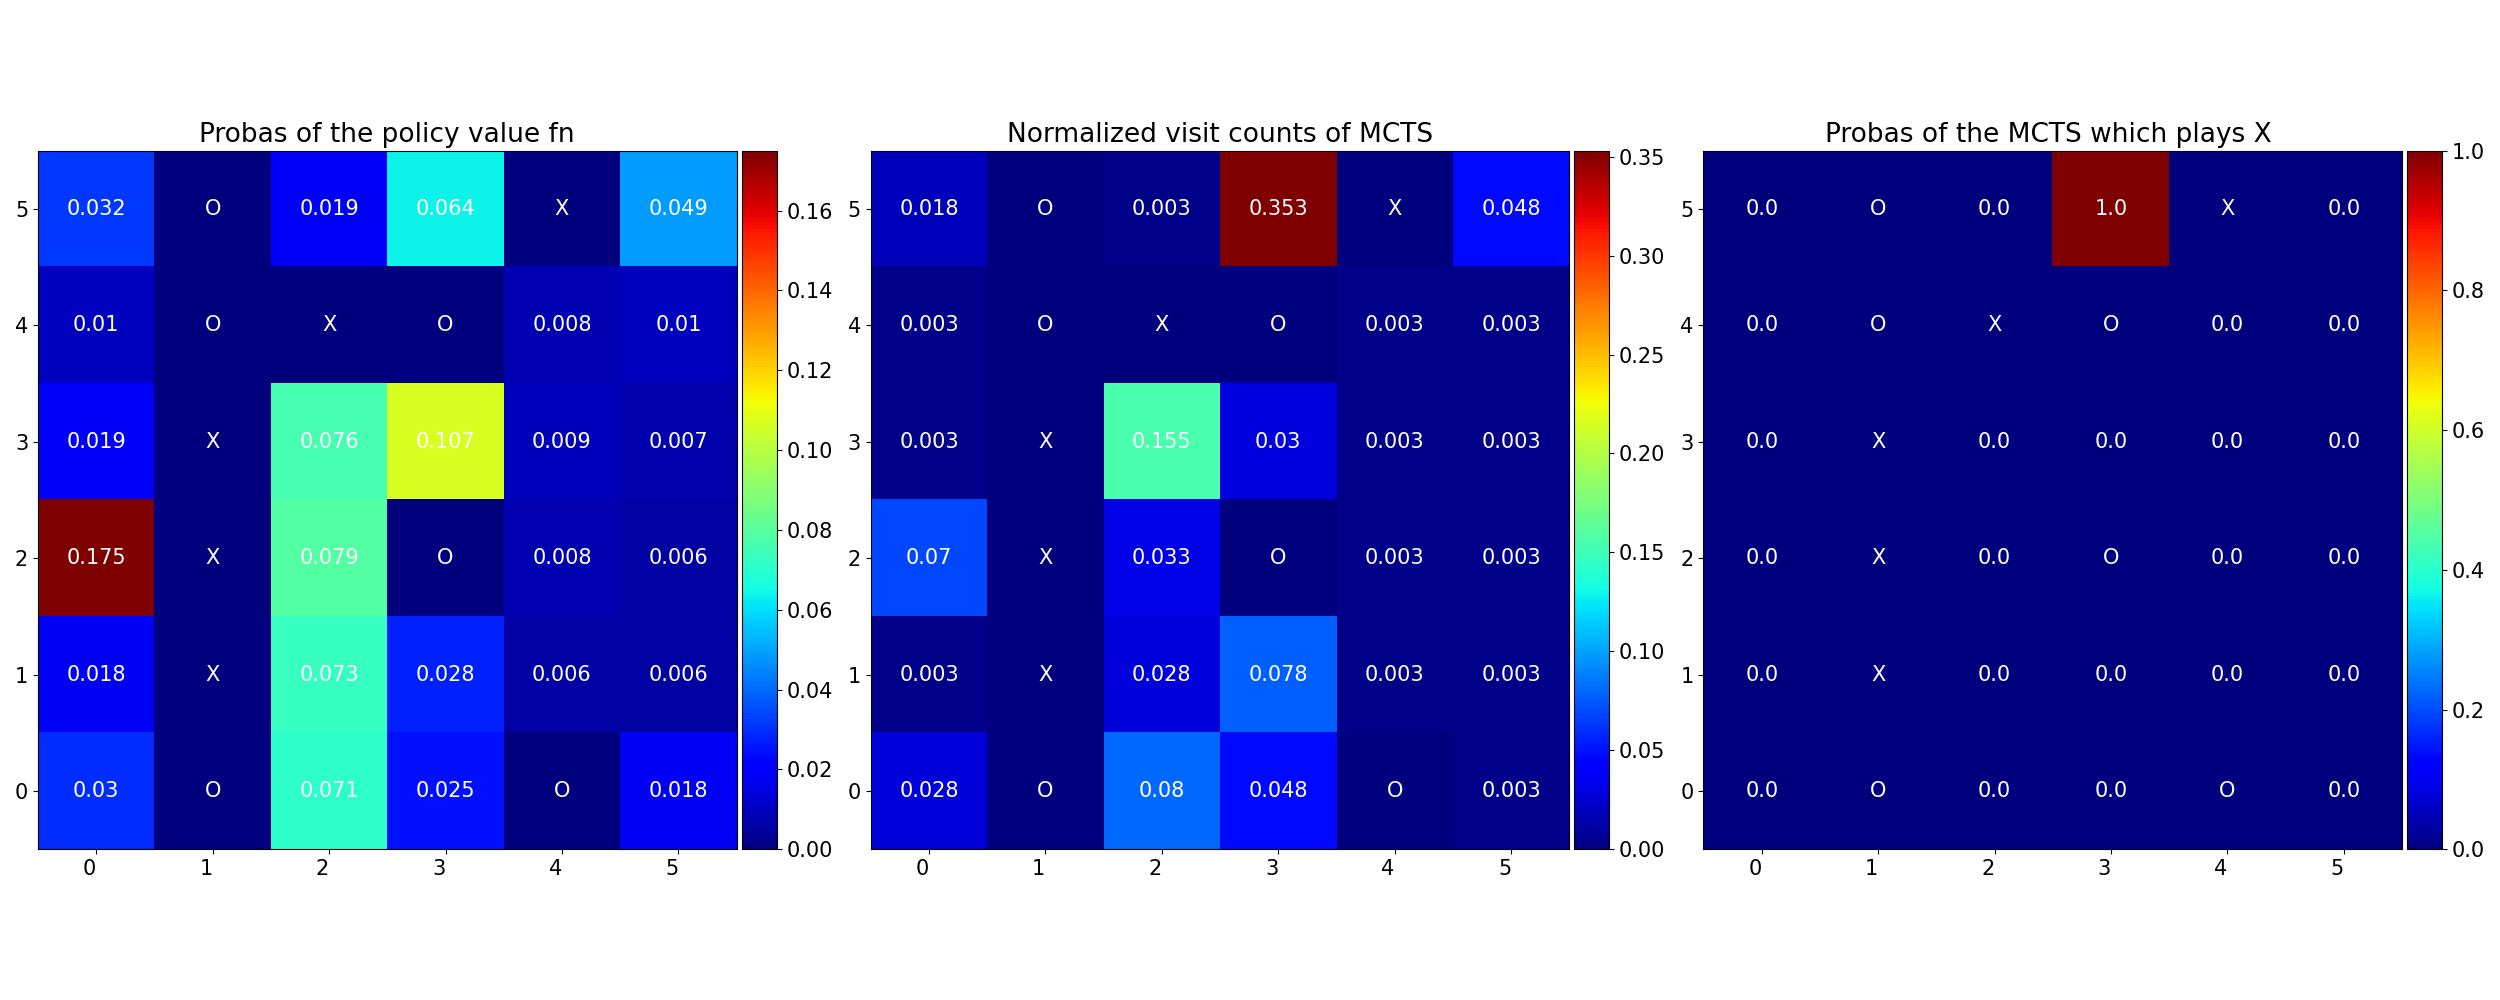 Probas of the policy value fn Normalized visit counts of MCTS Probas of the MCTS which plays X
5 0.032 O 0.019 0.064 X 0.049
4 0.01 O X O 0.008 0.01
3 0.019 X 0.076 0.107 0.009 0.007
2 0.175 X 0.079 O 0.008 0.006
1 0.018 X 0.073 0.028 0.006 0.006
0 0.03 O 0.071 0.025 O 0.018
0 1 2 3 4 5
0.16
0.14
0.12
0.10
0.08
0.06
0.04
0.02
0.00
5 0.018 O 0.003 0.353 X 0.048
4 0.003 O X O 0.003 0.003
3 0.003 X 0.155 0.03 0.003 0.003
2 0.07 X 0.033 O 0.003 0.003
1 0.003 X 0.028 0.078 0.003 0.003
0 0.028 O 0.08 0.048 O 0.003
0 1 2 3 4 5
0.35
0.30
0.25
0.20
0.15
0.10
0.05
0.00
5 0.0 O 0.0 1.0 X 0.0
4 0.0 O X O 0.0 0.0
3 0.0 X 0.0 0.0 0.0 0.0
2 0.0 X 0.0 O 0.0 0.0
1 0.0 X 0.0 0.0 0.0 0.0
0 0.0 O 0.0 0.0 O 0.0
0 1 2 3 4 5
1.0
0.8
0.6
0.4
0.2
0.0